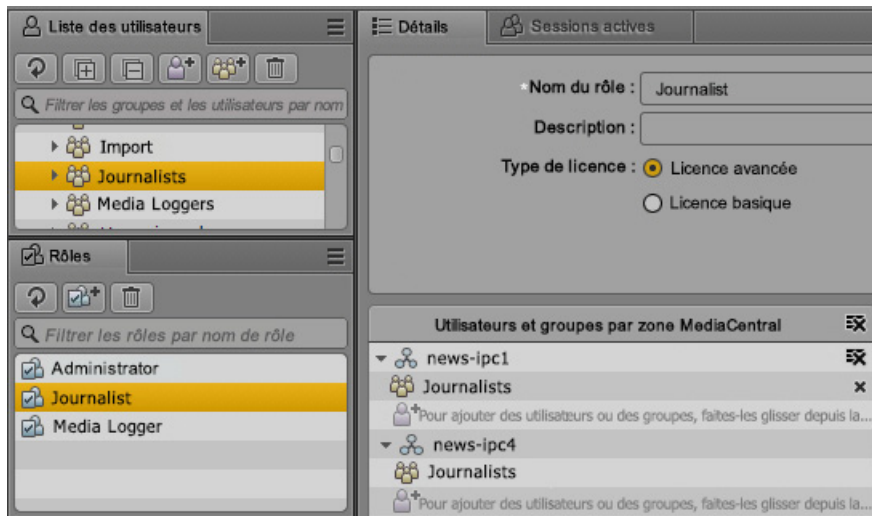 Liste des utilisateurs
Filtrer les groupes et les utilisateurs par nom
Import
Journalists
Media Loggers
Rôles
Filtrer les rôles par nom de rôle
Administrator
Journalist
Media Logger
Détails
Sessions actives
*Nom du rôle : Journalist
Description :
Type de licence : Licence avancée
Licence basique
Utilisateurs et groupes par zone MediaCentral
news-ipc1
Journalists
Pour ajouter des utilisateurs ou des groupes, faites-les glisser depuis la...
news-ipc4
Journalists
Pour ajouter des utilisateurs ou des groupes, faites-les glisser depuis la...